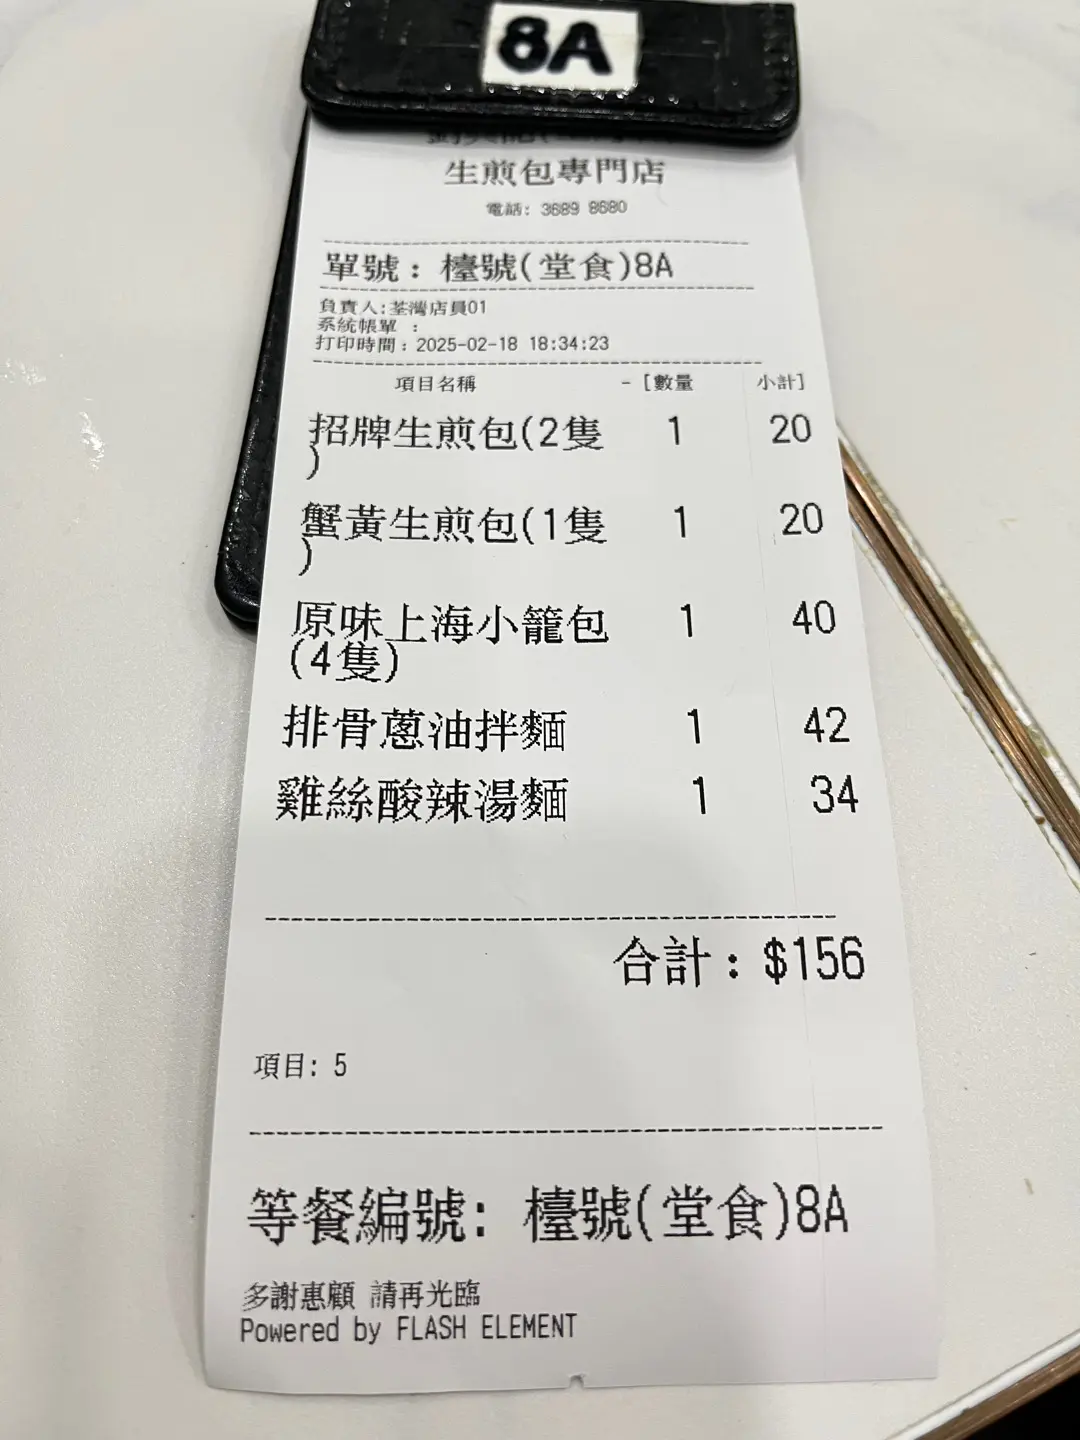 8A
生煎包專門店
電話: 3689 8680
單號: 檯號(堂食)8A
負責人:荃灣店員01
系統帳單 :
打印時間: 2025-02-18 18:34:23
項目名稱 - [數量 小計]
招牌生煎包(2隻 1 20
)
蟹黃生煎包(1隻 1 20
)
原味上海小籠包 1 40
(4隻)
排骨蔥油拌麵 1 42
雞絲酸辣湯麵 1 34
合計: $156
項目: 5
等餐編號: 檯號(堂食)8A
多謝惠顧 請再光臨
Powered by FLASH ELEMENT